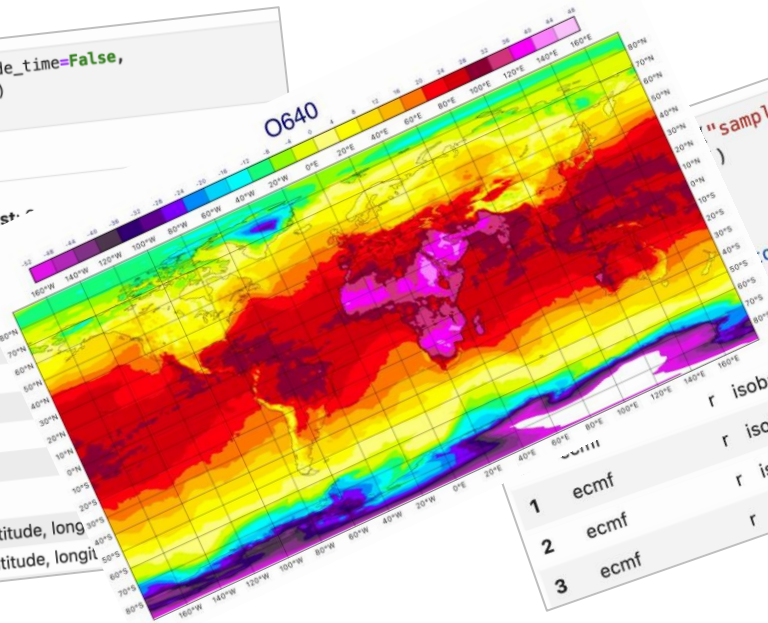 de_time=False,
)
O640
-52 -48 -44 -40 -36 -32 -28 -24 -20 -16 -12 -8 -4 0 4 8 12 16 20 24 28 32 36 40 44 48
160°W 140°W 120°W 100°W 80°W 60°W 40°W 20°W 0°E 20°E 40°E 60°E 80°E 100°E 120°E 140°E 160°E
80°N 80°N
70°N 70°N
60°N 60°N
50°N 50°N
40°N 40°N
30°N 30°N
20°N 20°N
10°N 10°N
0°N 0°N
10°S 10°S
20°S 20°S
30°S 30°S
40°S 40°S
50°S 50°S
60°S 60°S
70°S 70°S
80°S 80°S
160°W 140°W 120°W 100°W 80°W 60°W 40°W 20°W 0°E 20°E 40°E 60°E 80°E 100°E 120°E 140°E 160°E
titude, long
titude, longit
"sampl
)
ecmf r isob
1 ecmf r iso
2 ecmf r is
3 ecmf r